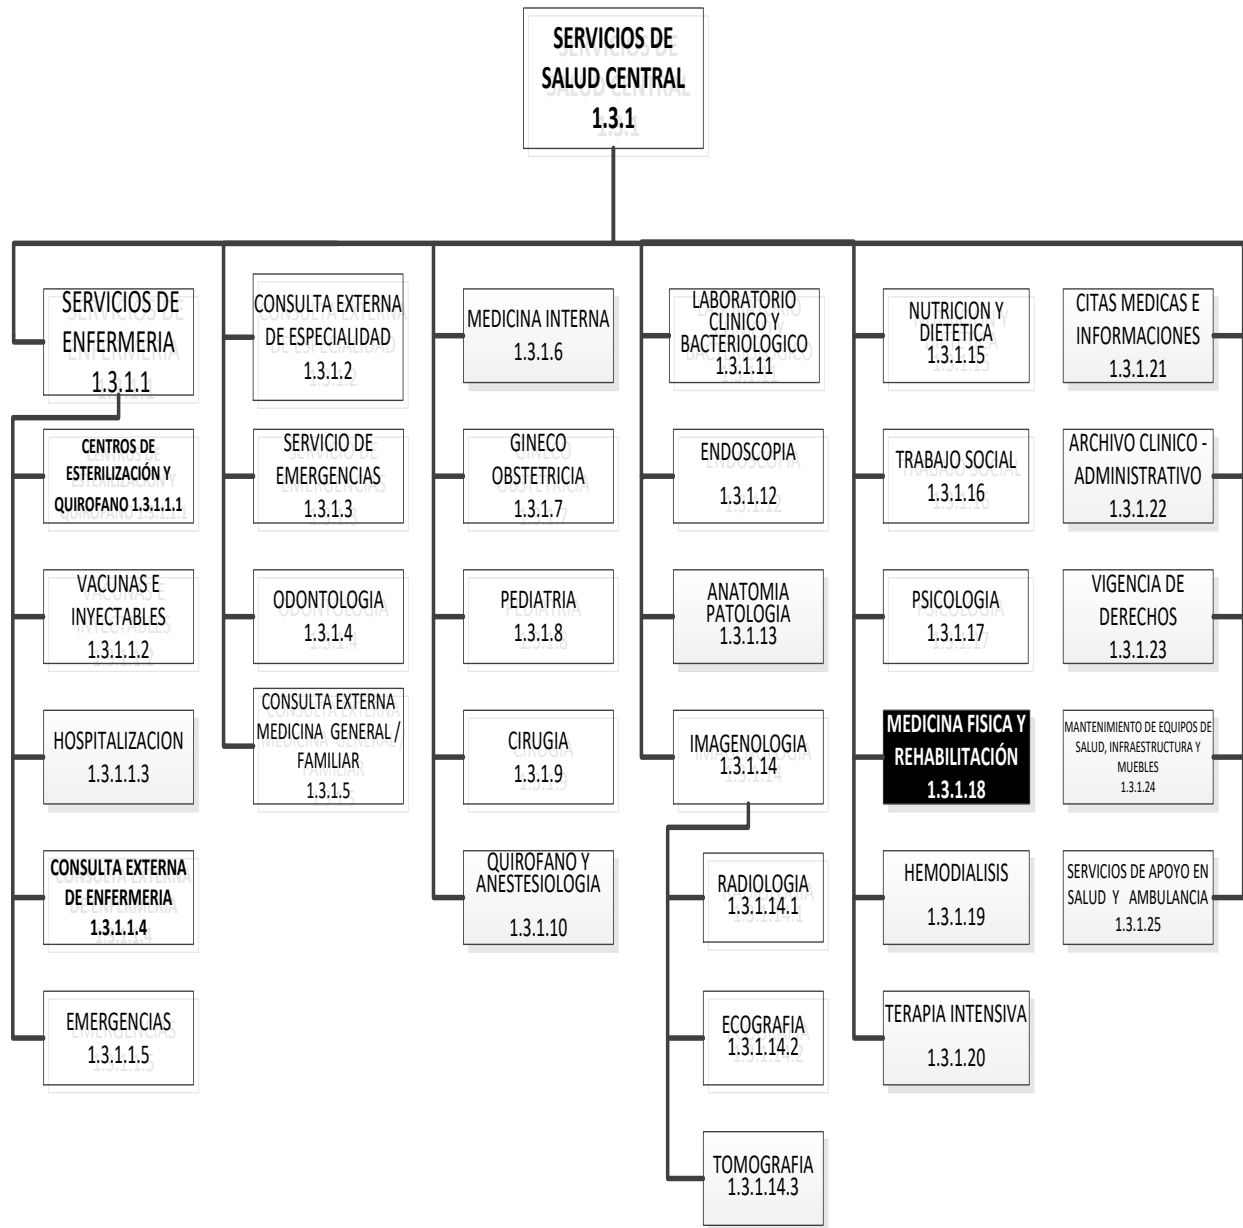 SERVICIOS DE
SALUD CENTRAL
1.3.1
SERVICIOS DE
ENFERMERIA
1.3.1.1
CENTROS DE
ESTERILIZACIÓN Y
QUIROFANO 1.3.1.1.1
VACUNAS E
INYECTABLES
1.3.1.1.2
HOSPITALIZACION
1.3.1.1.3
CONSULTA EXTERNA
DE ENFERMERIA
1.3.1.1.4
EMERGENCIAS
1.3.1.1.5
CONSULTA EXTERNA
DE ESPECIALIDAD
1.3.1.2
SERVICIO DE
EMERGENCIAS
1.3.1.3
ODONTOLOGIA
1.3.1.4
CONSULTA EXTERNA
MEDICINA GENERAL /
FAMILIAR
1.3.1.5
MEDICINA INTERNA
1.3.1.6
GINECO
OBSTETRICIA
1.3.1.7
PEDIATRIA
1.3.1.8
CIRUGIA
1.3.1.9
QUIROFANO Y
ANESTESIOLOGIA
1.3.1.10
LABORATORIO
CLINICO Y
BACTERIOLOGICO
1.3.1.11
ENDOSCOPIA
1.3.1.12
ANATOMIA
PATOLOGIA
1.3.1.13
IMAGENOLOGIA
1.3.1.14
RADIOLOGIA
1.3.1.14.1
ECOGRAFIA
1.3.1.14.2
TOMOGRAFIA
1.3.1.14.3
NUTRICION Y
DIETETICA
1.3.1.15
TRABAJO SOCIAL
1.3.1.16
PSICOLOGIA
1.3.1.17
MEDICINA FISICA Y
REHABILITACIÓN
1.3.1.18
HEMODIALISIS
1.3.1.19
TERAPIA INTENSIVA
1.3.1.20
CITAS MEDICAS E
INFORMACIONES
1.3.1.21
ARCHIVO CLINICO -
ADMINISTRATIVO
1.3.1.22
VIGENCIA DE
DERECHOS
1.3.1.23
MANTENIMIENTO DE EQUIPOS DE
SALUD, INFRAESTRUCTURA Y
MUEBLES
1.3.1.24
SERVICIOS DE APOYO EN
SALUD Y AMBULANCIA
1.3.1.25